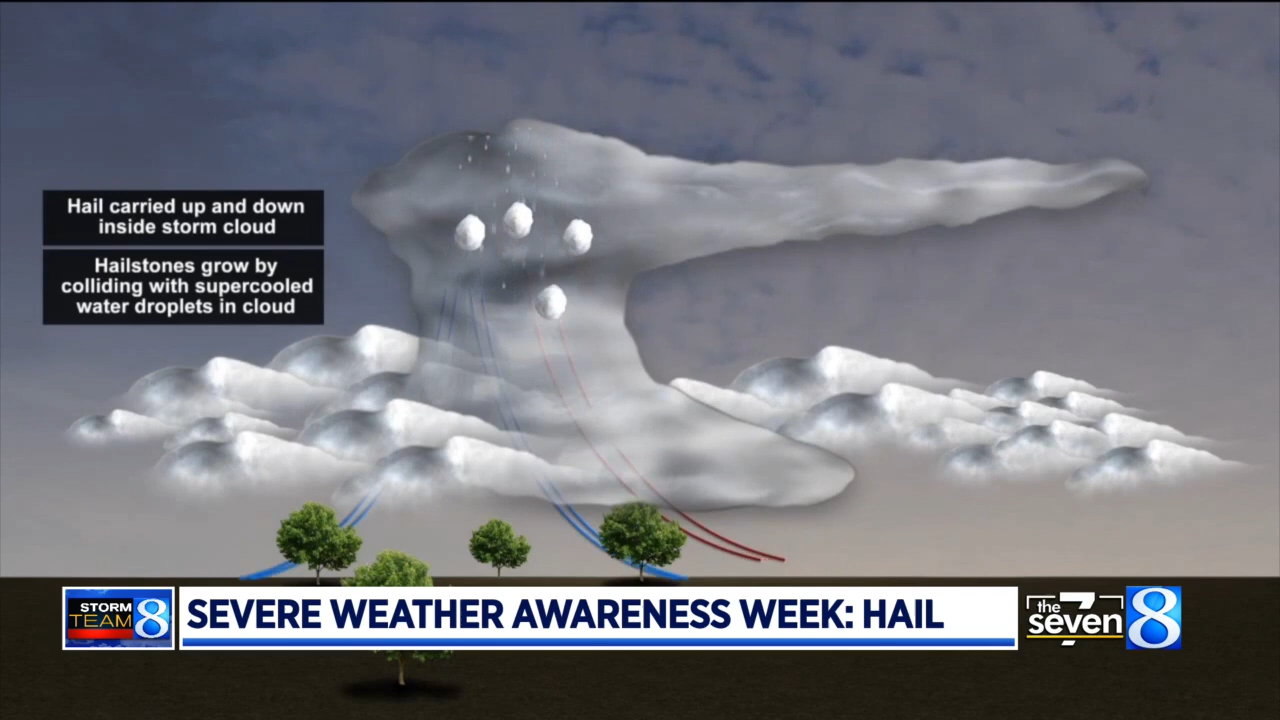 Hail carried up and down
inside storm cloud
Hailstones grow by
colliding with supercooled
water droplets in cloud
STORM
TEAM 8
SEVERE WEATHER AWARENESS WEEK: HAIL
the 7
seven 8